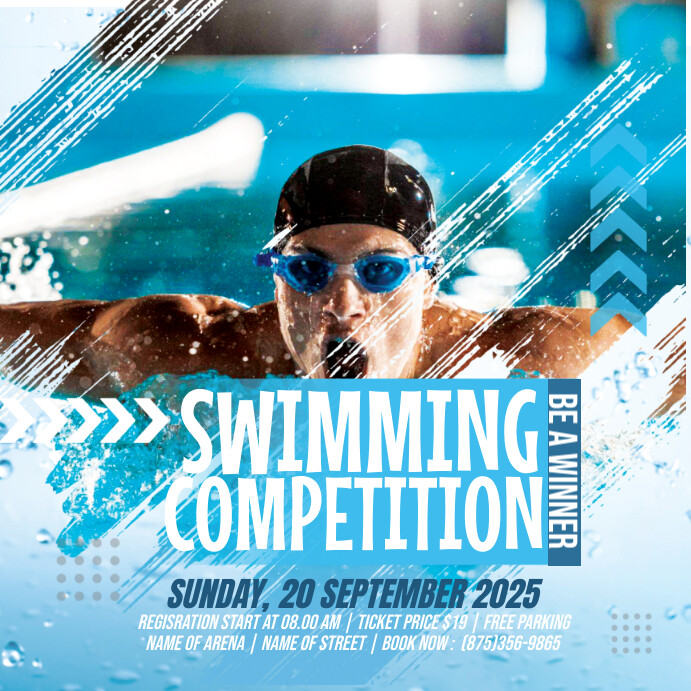 SWIMMING
COMPETITION
BE A WINNER
SUNDAY, 20 SEPTEMBER 2025
REGISRATION START AT 08.00 AM | TICKET PRICE $19 | FREE PARKING
NAME OF ARENA | NAME OF STREET | BOOK NOW : (875)356-9865